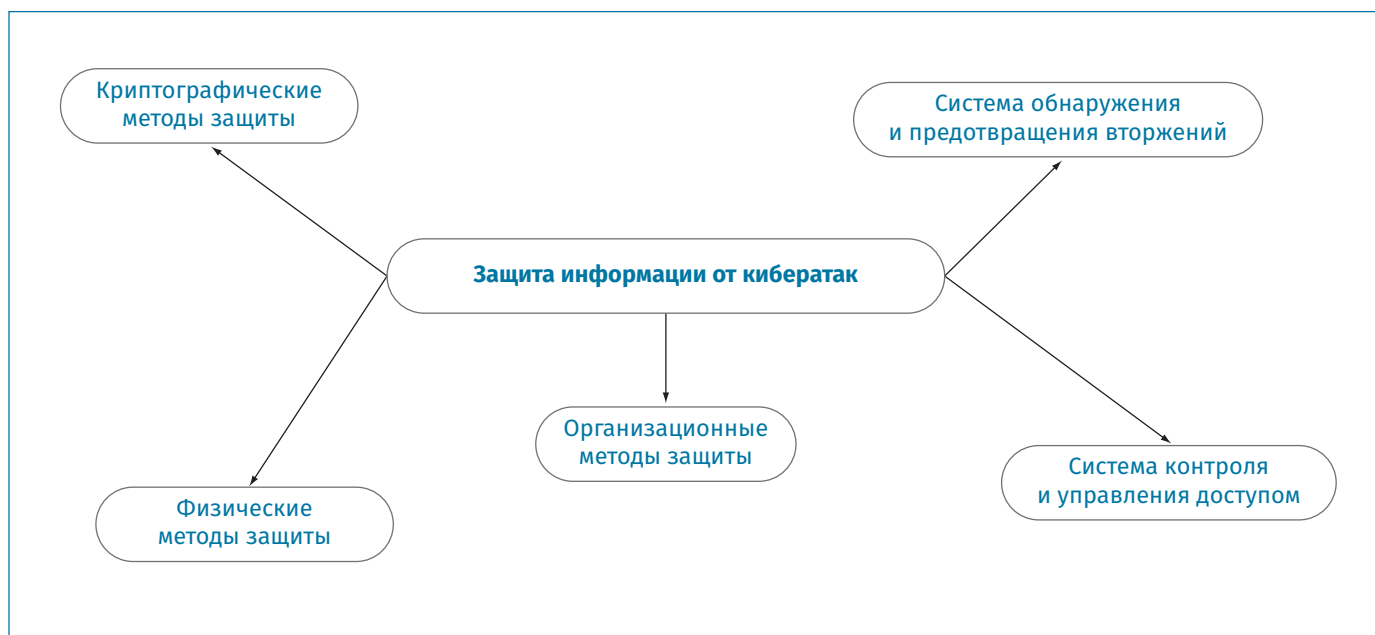 Криптографические
методы защиты
Система обнаружения
и предотвращения вторжений
Защита информации от кибератак
Организационные
методы защиты
Система контроля
и управления доступом
Физические
методы защиты